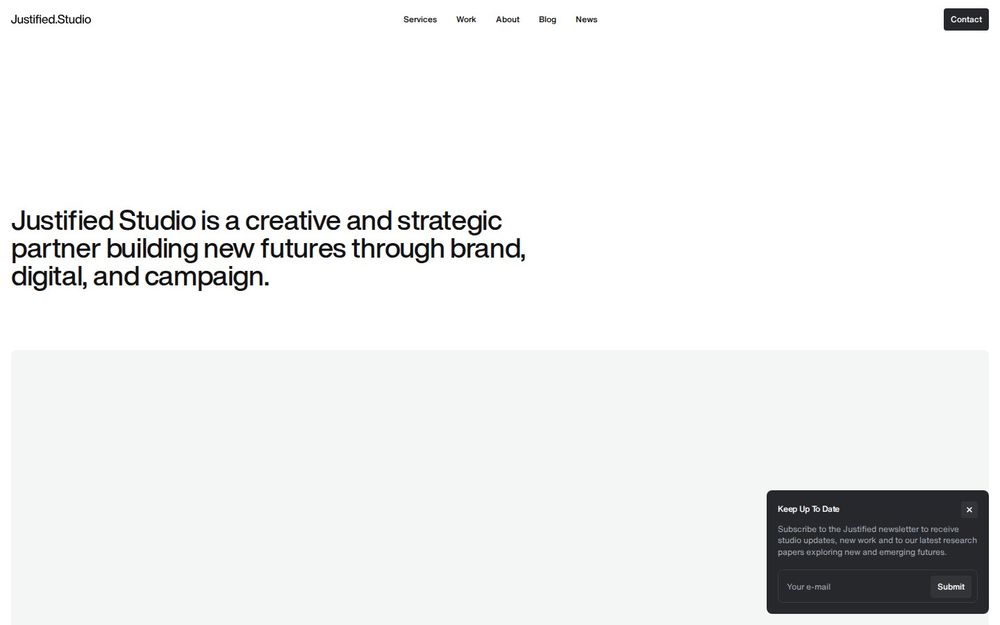 Justified.Studio
Services
Work
About
Blog
News
Contact
Justified Studio is a creative and strategic
partner building new futures through brand,
digital, and campaign.
Keep Up To Date
Subscribe to the Justified newsletter to receive
studio updates, new work and to our latest research
papers exploring new and emerging futures.
Your e-mail
Submit